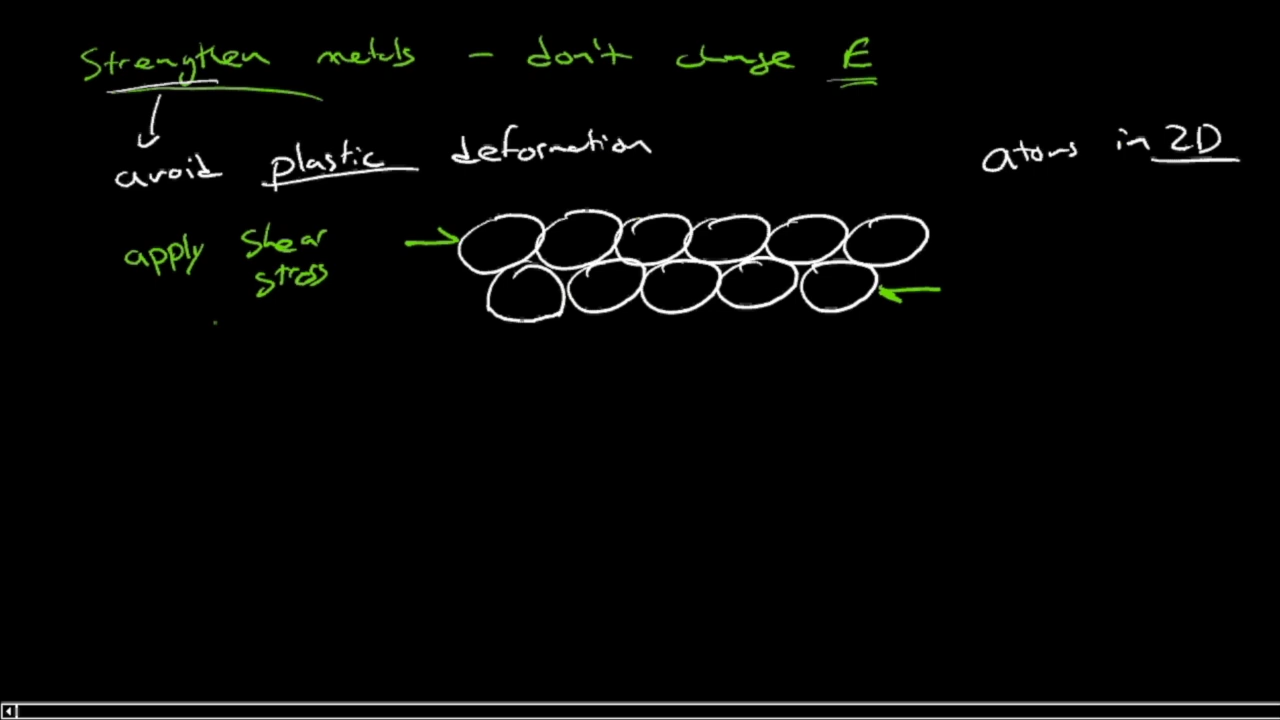 Strengthen metals - don't change E
avoid plastic deformation
atoms in 2D
apply shear
stress